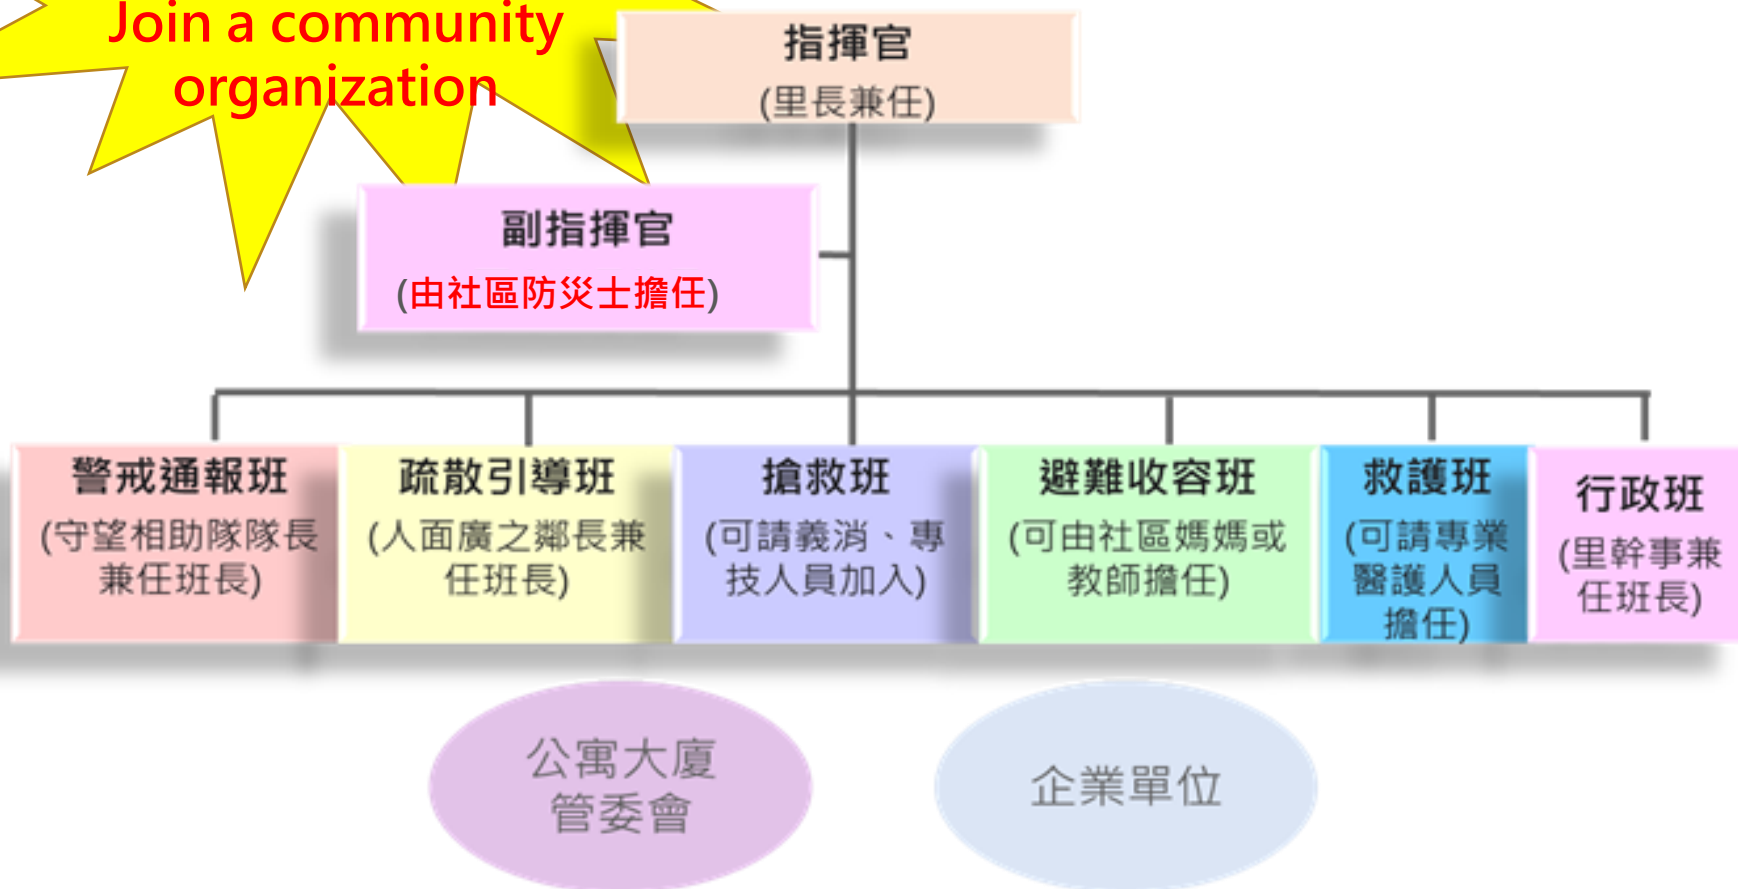 Join a community
organization
指揮官
(里長兼任)
副指揮官
(由社區防災士擔任)
警戒通報班
(守望相助隊隊長
兼任班長)
疏散引導班
(人面廣之鄰長兼
任班長)
搶救班
(可請義消、專
技人員加入)
避難收容班
(可由社區媽媽或
教師擔任)
救護班
(可請專業
醫護人員
擔任)
行政班
(里幹事兼
任班長)
公寓大廈
管委會
企業單位